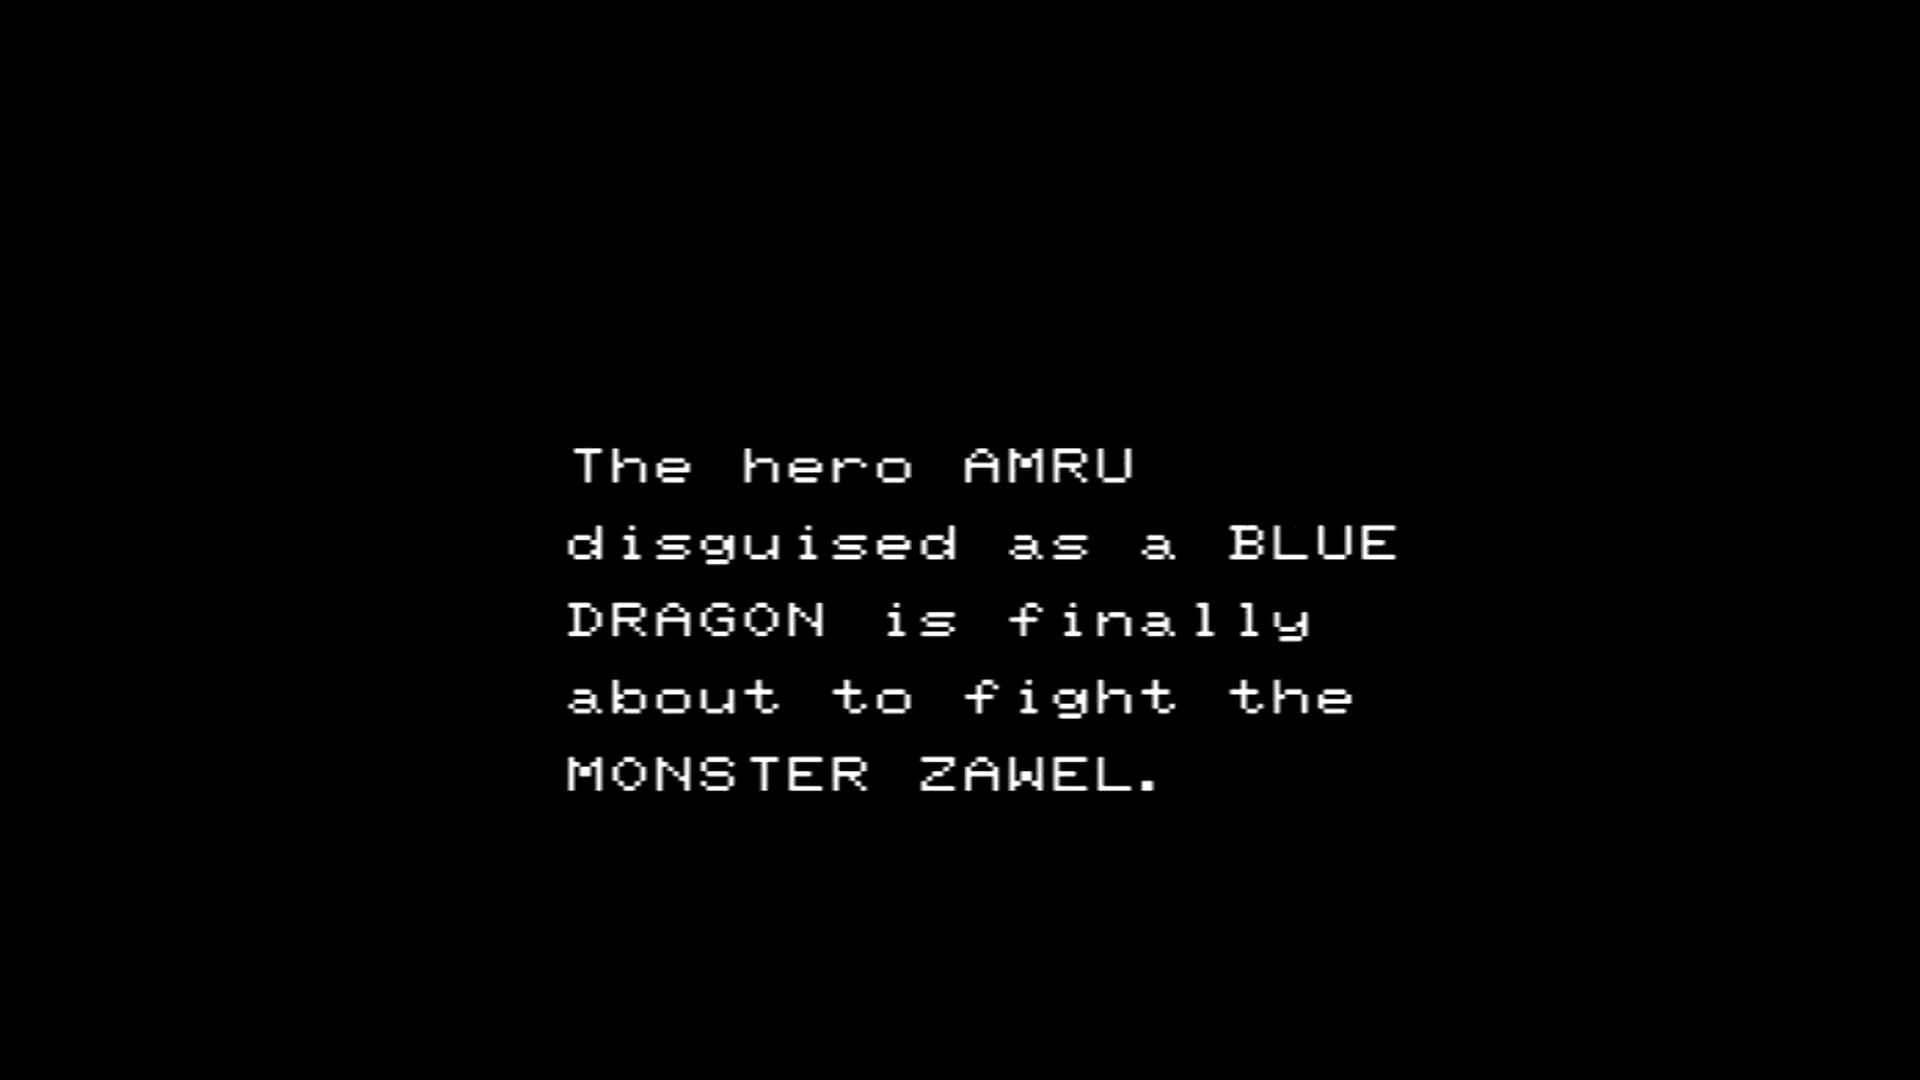 The hero AMRU
disguised as a BLUE
DRAGON is finally
about to fight the
MONSTER ZAWEL.